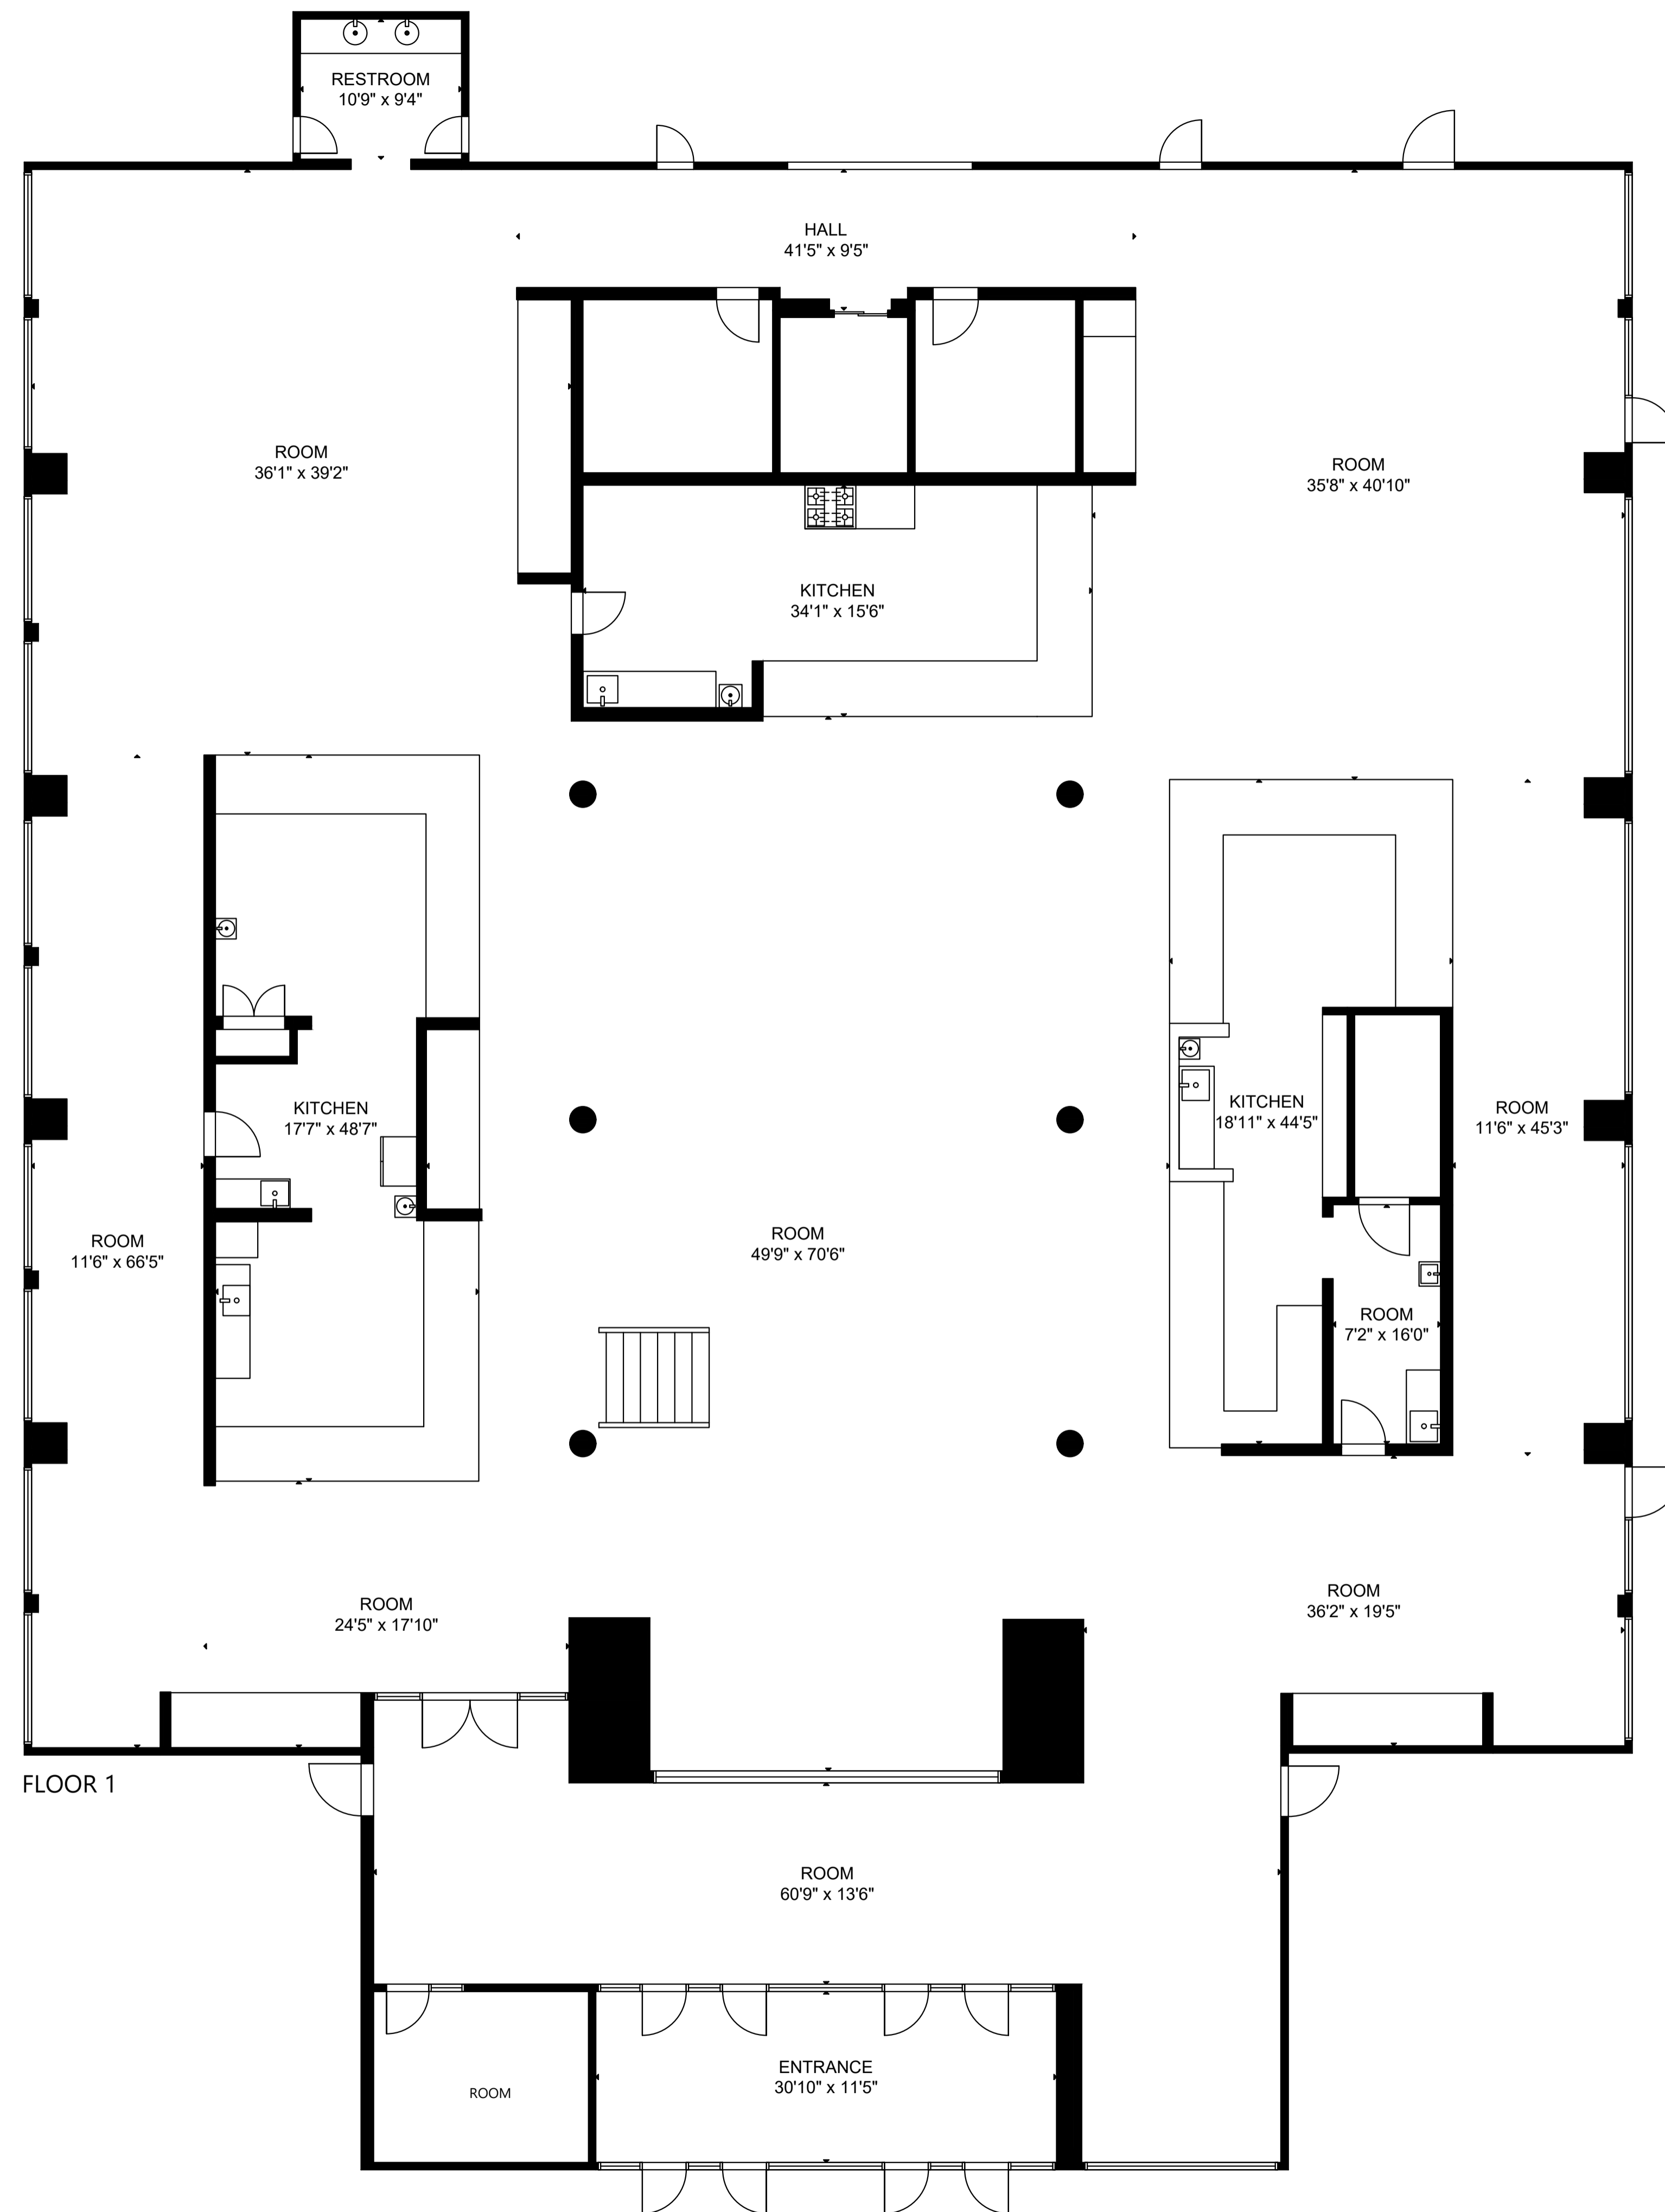 RESTROOM
10'9" x 9'4"
HALL
41'5" x 9'5"
ROOM
36'1" x 39'2"
ROOM
35'8" x 40'10"
KITCHEN
34'1" x 15'6"
KITCHEN
17'7" x 48'7"
KITCHEN
18'11" x 44'5"
ROOM
11'6" x 45'3"
ROOM
11'6" x 66'5"
ROOM
49'9" x 70'6"
ROOM
7'2" x 16'0"
ROOM
24'5" x 17'10"
ROOM
36'2" x 19'5"
FLOOR 1
ROOM
60'9" x 13'6"
ENTRANCE
30'10" x 11'5"
ROOM